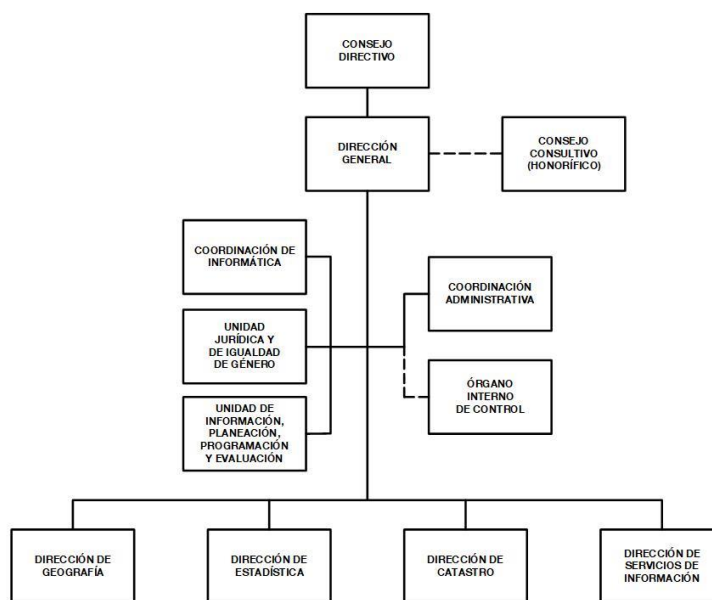 CONSEJO
DIRECTIVO
DIRECCIÓN
GENERAL
CONSEJO
CONSULTIVO
(HONORÍFICO)
COORDINACIÓN DE
INFORMÁTICA
COORDINACIÓN
ADMINISTRATIVA
UNIDAD
JURÍDICA Y
DE IGUALDAD
DE GÉNERO
ÓRGANO
INTERNO
DE CONTROL
UNIDAD DE
INFORMACIÓN,
PLANEACIÓN,
PROGRAMACIÓN
Y EVALUACIÓN
DIRECCIÓN DE
GEOGRAFÍA
DIRECCIÓN DE
ESTADÍSTICA
DIRECCIÓN DE
CATASTRO
DIRECCIÓN DE
SERVICIOS DE
INFORMACIÓN